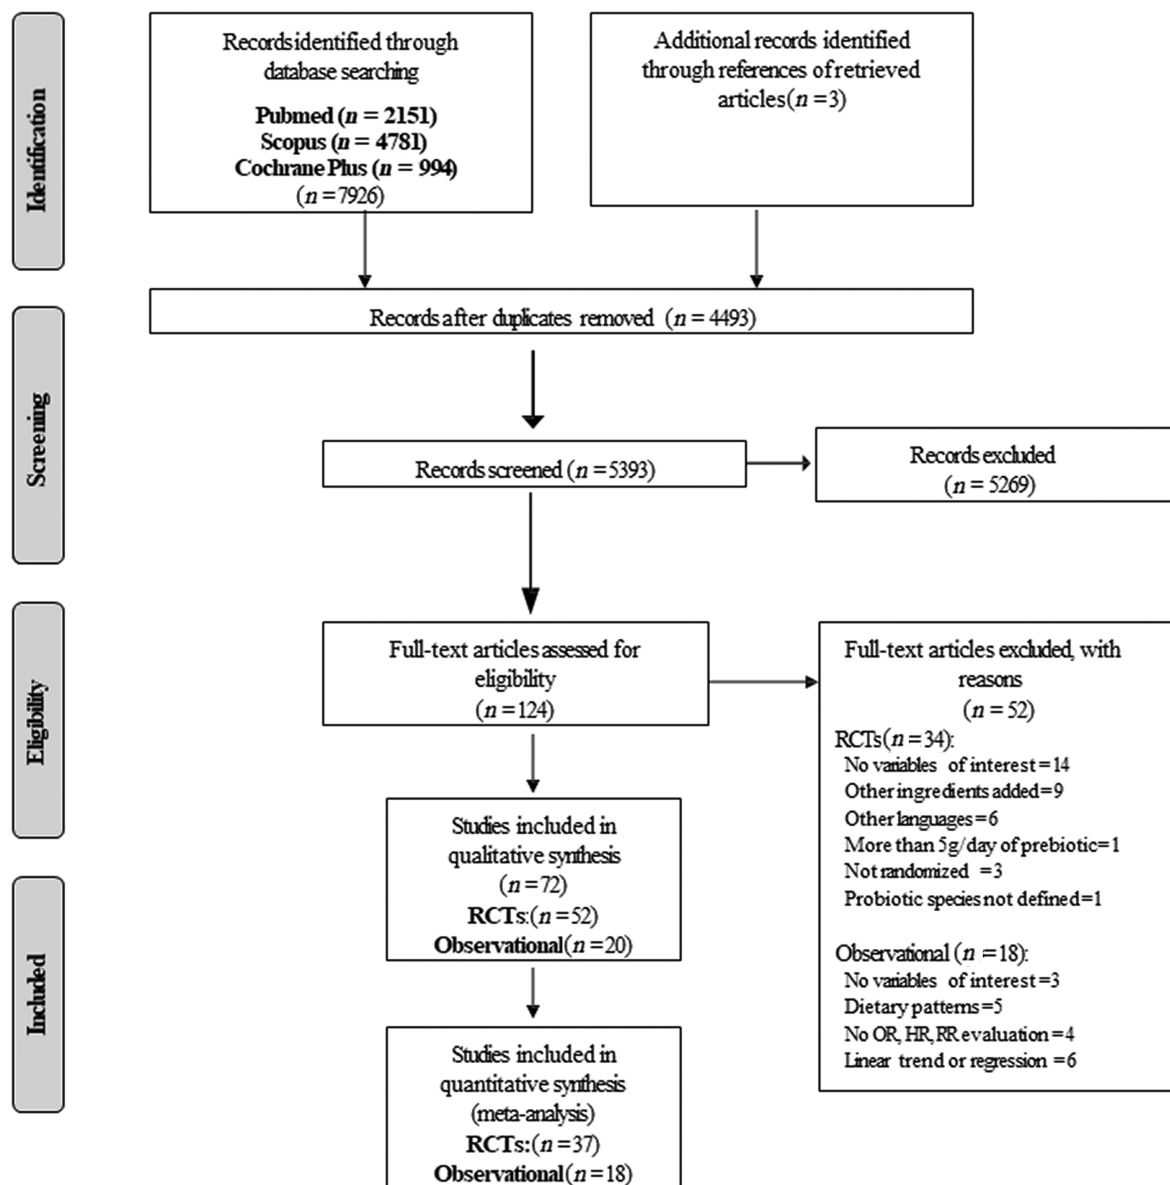 Identification
Records identified through
database searching
Pubmed (n = 2151)
Scopus (n = 4781)
Cochrane Plus (n = 994)
(n = 7926)
Additional records identified
through references of retrieved
articles (n = 3)
Records after duplicates removed (n = 4493)
Screening
Records screened (n = 5393)
Records excluded
(n = 5269)
Eligibility
Full-text articles assessed for
eligibility
(n = 124)
Full-text articles excluded, with
reasons
(n = 52)
RCTs (n = 34):
No variables of interest = 14
Other ingredients added = 9
Other languages = 6
More than 5g/day of prebiotic = 1
Not randomized = 3
Probiotic species not defined = 1
Observational (n = 18):
No variables of interest = 3
Dietary patterns = 5
No OR, HR, RR evaluation = 4
Linear trend or regression = 6
Studies included in
qualitative synthesis
(n = 72)
RCTs: (n = 52)
Observational (n = 20)
Included
Studies included in
quantitative synthesis
(meta-analysis)
RCTs: (n = 37)
Observational (n = 18)